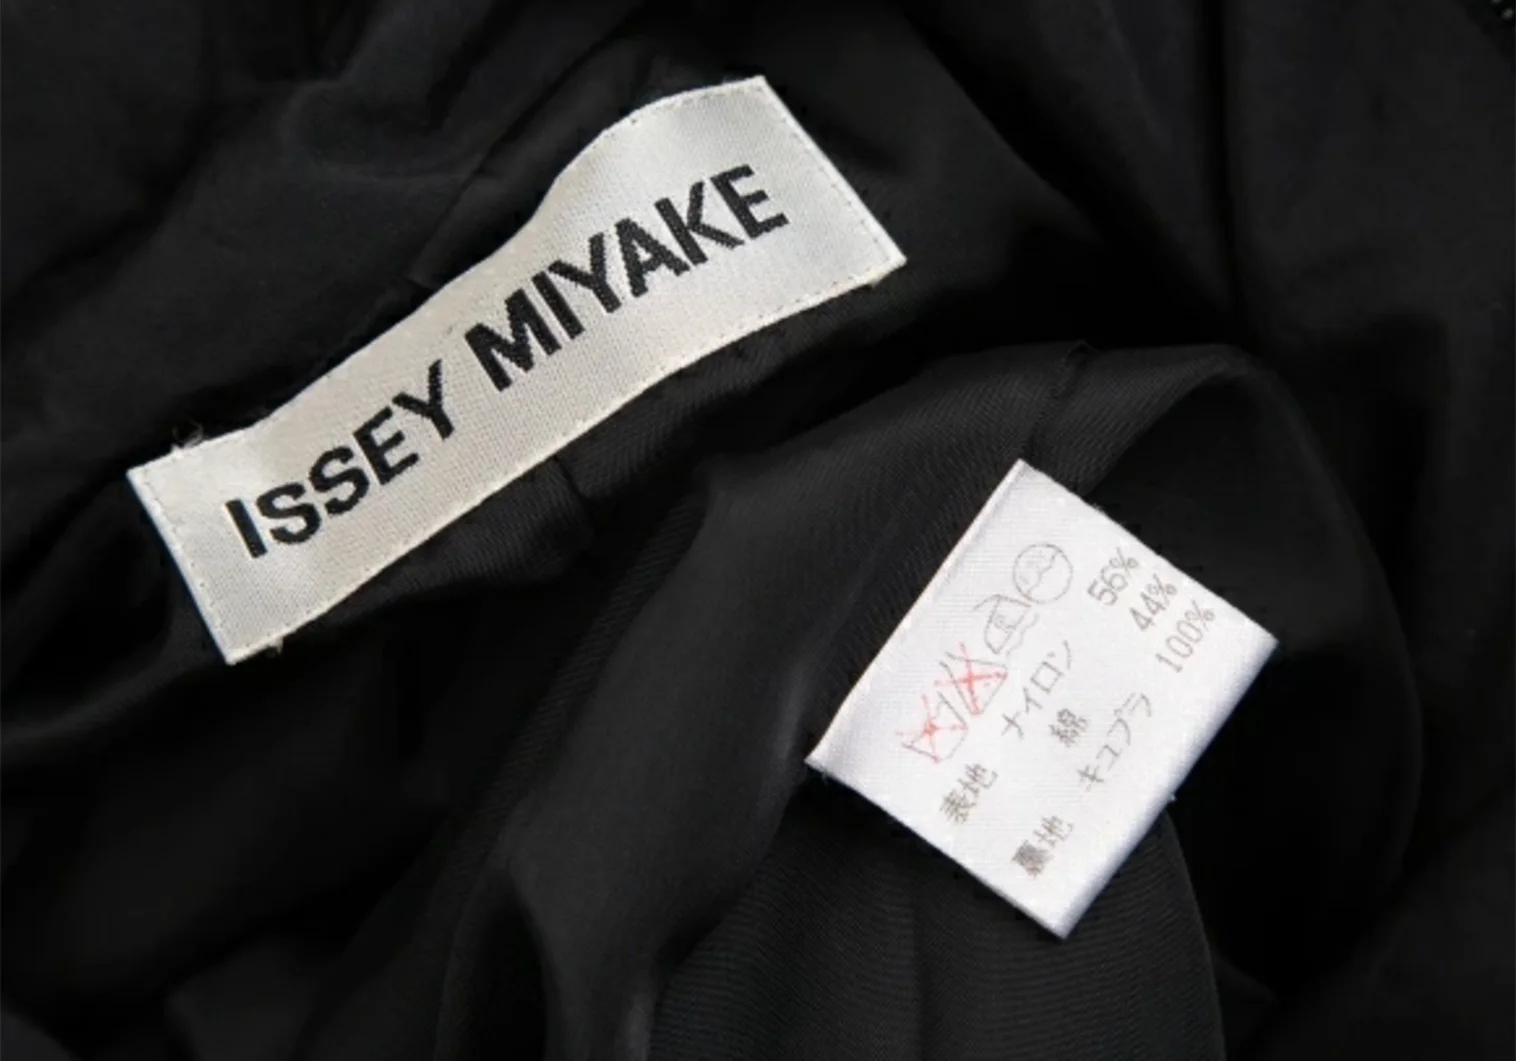 ISSEY MIYAKE
表地 ナイロン 56%
綿 44%
裏地 キュプラ 100%